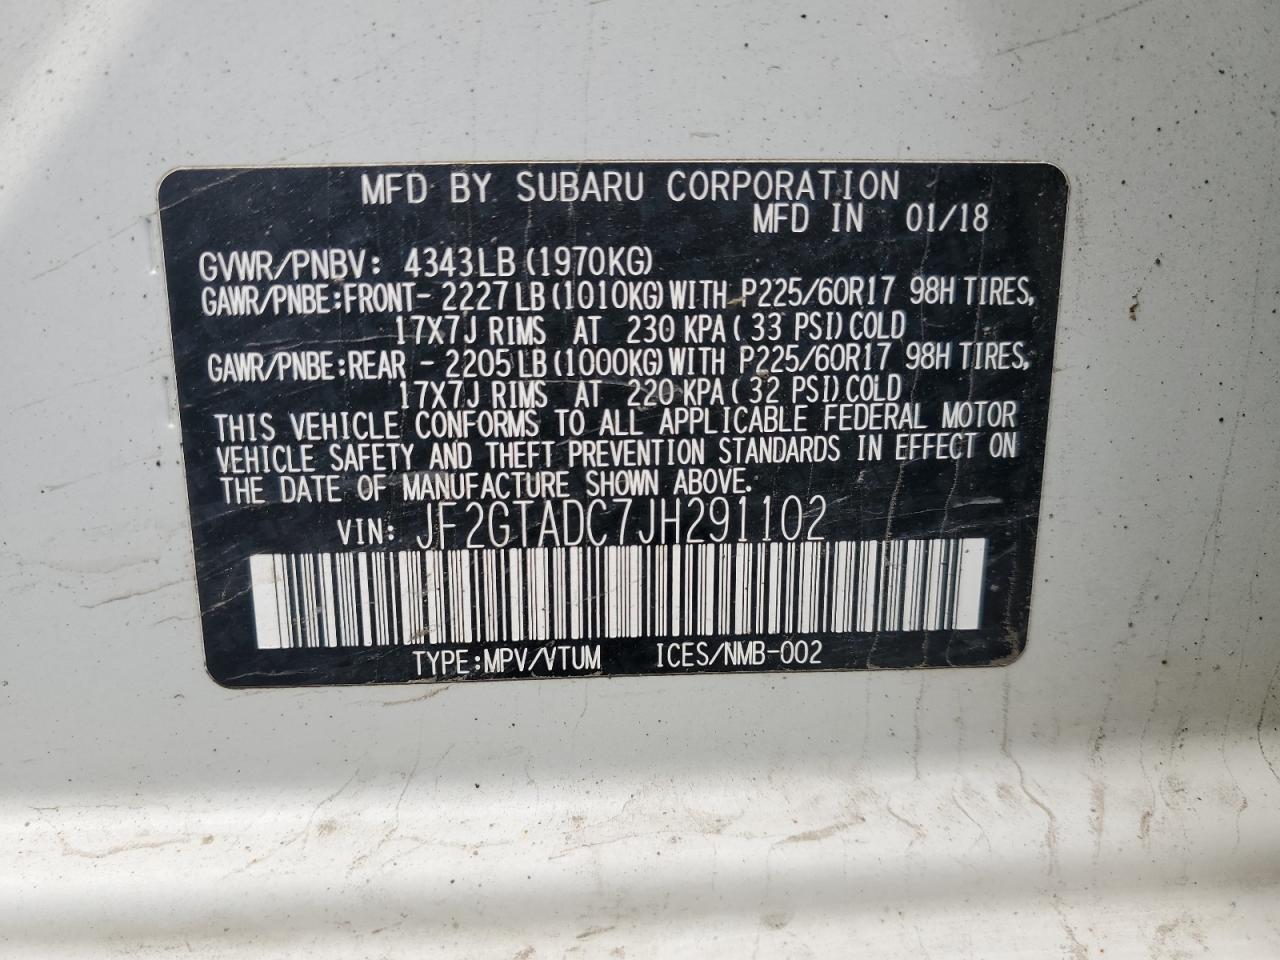 MFD BY SUBARU CORPORATION
MFD IN 01/18
GVWR/PNBV: 4343LB (1970KG)
GAWR/PNBE:FRONT- 2227 LB (1010KG) WITH P225/60R17 98H TIRES,
17X7J RIMS AT 230 KPA ( 33 PSI) COLD
GAWR/PNBE:REAR - 2205 LB (1000KG) WITH P225/60R17 98H TIRES,
17X7J RIMS AT 220 KPA ( 32 PSI) COLD
THIS VEHICLE CONFORMS TO ALL APPLICABLE FEDERAL MOTOR
VEHICLE SAFETY AND THEFT PREVENTION STANDARDS IN EFFECT ON
THE DATE OF MANUFACTURE SHOWN ABOVE.
VIN: JF2GTADC7JH291102
TYPE:MPV/VTUM ICES/NMB-002